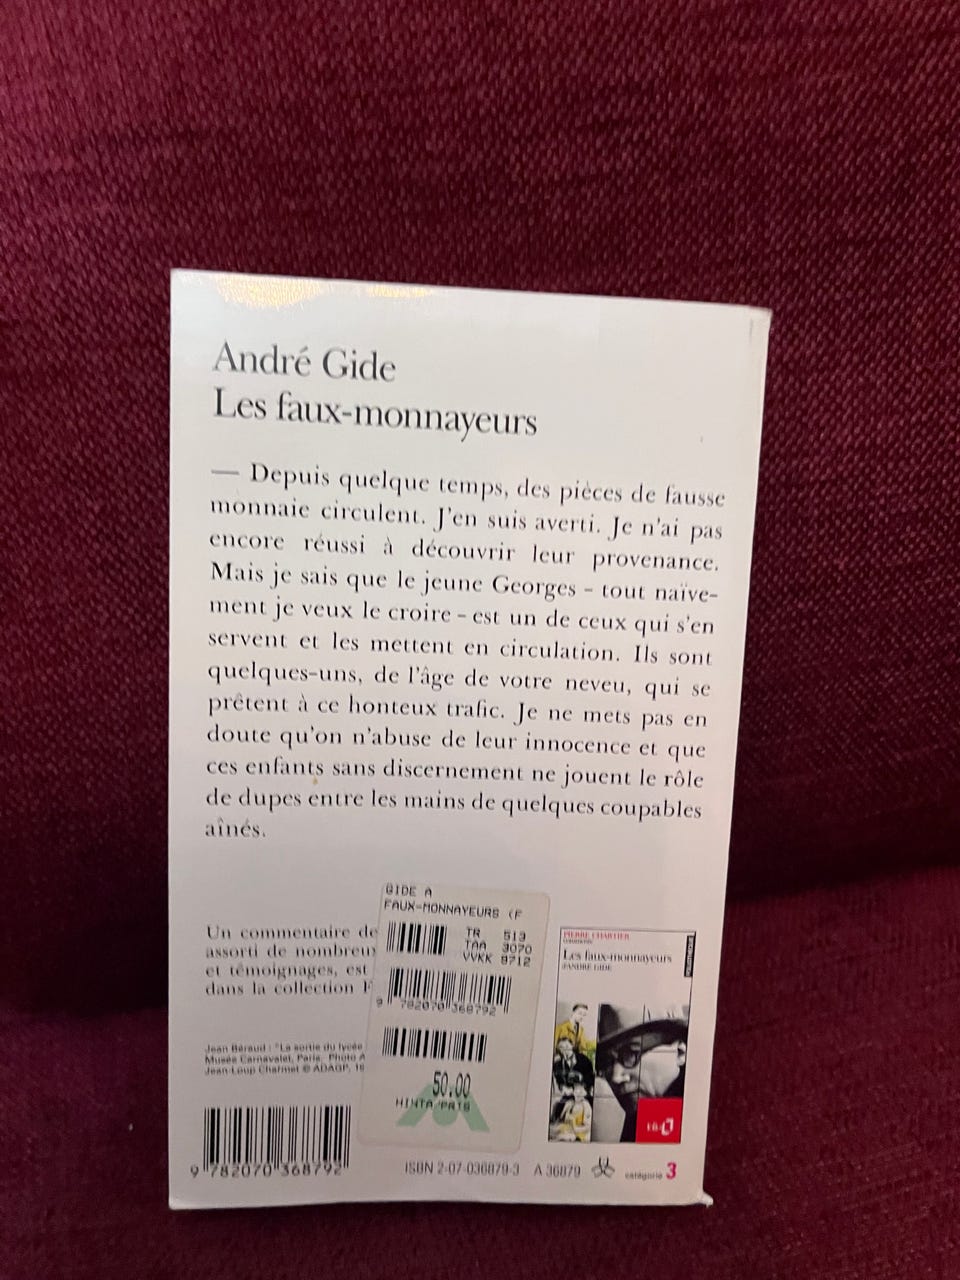 André Gide
Les faux-monnayeurs
— Depuis quelque temps, des pièces de fausse
monnaie circulent. J'en suis averti. Je n'ai pas
encore réussi à découvrir leur provenance.
Mais je sais que le jeune Georges – tout naïve-
ment je veux le croire – est un de ceux qui s'en
servent et les mettent en circulation. Ils sont
quelques-uns, de l'âge de votre neveu, qui se
prêtent à ce honteux trafic. Je ne mets pas en
doute qu'on n'abuse de leur innocence et que
ces enfants sans discernement ne jouent le rôle
de dupes entre les mains de quelques coupables
aînés.
Un commentaire de
assorti de nombreux
et témoignages, est
dans la collection F
Jean Béraud : "La sortie du lycée
Musée Carnavalet, Paris. Photo
Jean-Loup Charmet © ADAGP, 19
9 782070 368792
GIDE A
FAUX-MONNAYEURS (F
TR 513
TAA 3070
VVKK 8712
9 782070 368792
50.00
HINTA/PRIS
PIERRE CHARTIER
commente
Les faux-monnayeurs
d'ANDRÉ GIDE
ISBN 2-07-036879-3 A 36879 catégorie 3